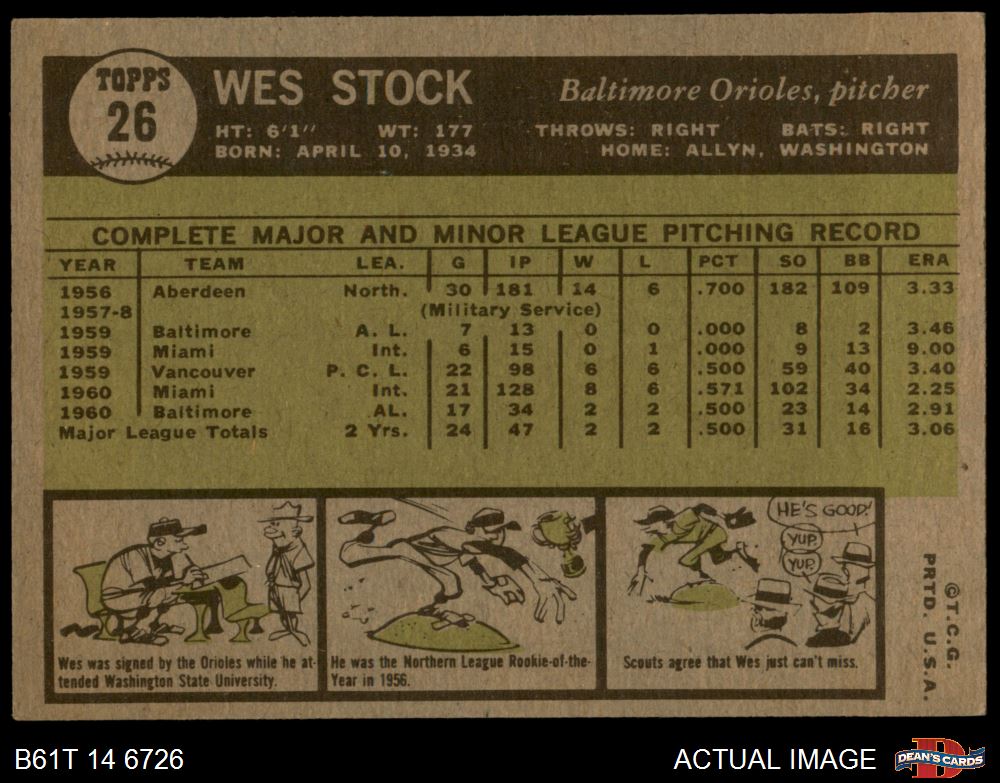 TOPPS
26
WES STOCK
Baltimore Orioles, pitcher
HT: 6'1" WT: 177 THROWS: RIGHT BATS: RIGHT
BORN: APRIL 10, 1934 HOME: ALLYN, WASHINGTON
COMPLETE MAJOR AND MINOR LEAGUE PITCHING RECORD
YEAR TEAM LEA. G IP W L PCT SO BB ERA
1956 Aberdeen North. 30 181 14 6 .700 182 109 3.33
1957-8 (Military Service)
1959 Baltimore A. L. 7 13 0 0 .000 8 2 3.46
1959 Miami Int. 6 15 0 1 .000 9 13 9.00
1959 Vancouver P. C. L. 22 98 6 6 .500 59 40 3.40
1960 Miami Int. 21 128 8 6 .571 102 34 2.25
1960 Baltimore AL. 17 34 2 2 .500 23 14 2.91
Major League Totals 2 Yrs. 24 47 2 2 .500 31 16 3.06
Wes was signed by the Orioles while he at-
tended Washington State University.
He was the Northern League Rookie-of-the-
Year in 1956.
HE'S GOOD!
YUP.
YUP.
Scouts agree that Wes just can't miss.
©T.C.G.
PRTD. U.S.A.
B61T 14 6726
ACTUAL IMAGE
D
DEAN'S CARDS